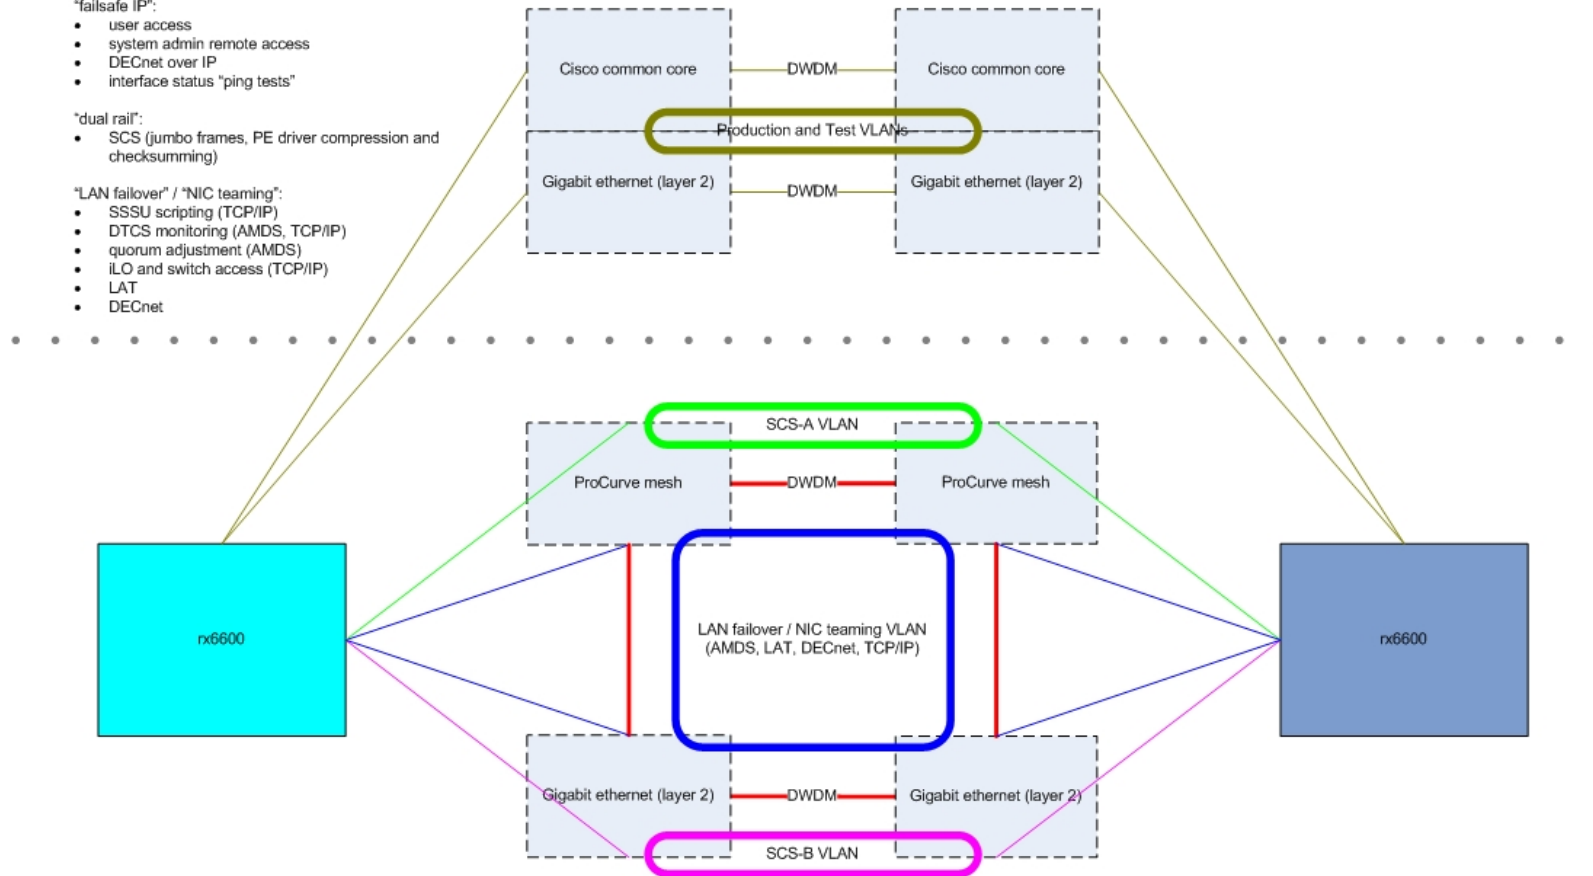 "failsafe IP":
• user access
• system admin remote access
• DECnet over IP
• interface status "ping tests"
"dual rail":
• SCS (jumbo frames, PE driver compression and
checksumming)
"LAN failover" / "NIC teaming":
• SSSU scripting (TCP/IP)
• DTCS monitoring (AMDS, TCP/IP)
• quorum adjustment (AMDS)
• iLO and switch access (TCP/IP)
• LAT
• DECnet
Cisco common core
DWDM
Cisco common core
Production and Test VLANs
Gigabit ethernet (layer 2)
DWDM
Gigabit ethernet (layer 2)
SCS-A VLAN
ProCurve mesh
DWDM
ProCurve mesh
rx6600
LAN failover / NIC teaming VLAN
(AMDS, LAT, DECnet, TCP/IP)
rx6600
Gigabit ethernet (layer 2)
DWDM
Gigabit ethernet (layer 2)
SCS-B VLAN